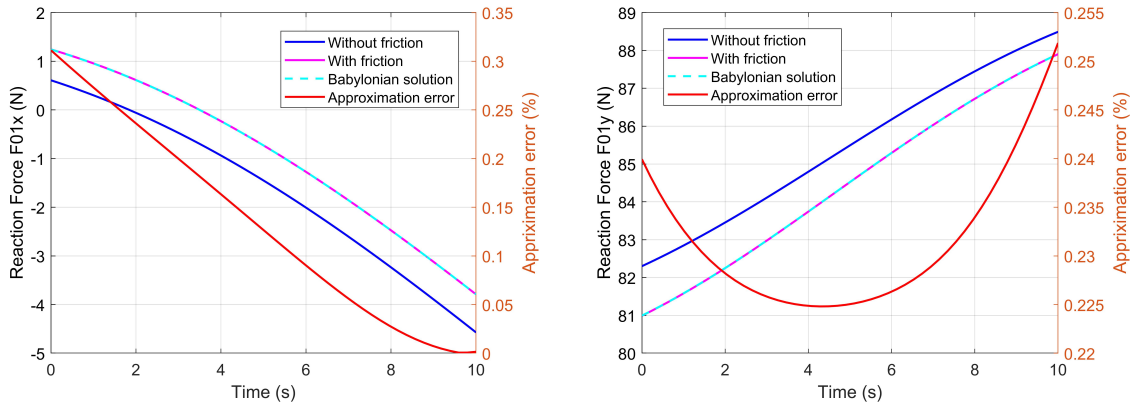 2
1
0
-1
-2
-3
-4
-5
Reaction Force F01x (N)
0 2 4 6 8 10
Time (s)
0.35
0.3
0.25
0.2
0.15
0.1
0.05
0
Appriximation error (%)
Without friction
With friction
Babylonian solution
Approximation error
89
88
87
86
85
84
83
82
81
80
Reaction Force F01y (N)
0 2 4 6 8 10
Time (s)
0.255
0.25
0.245
0.24
0.235
0.23
0.225
0.22
Appriximation error (%)
Without friction
With friction
Babylonian solution
Approximation error